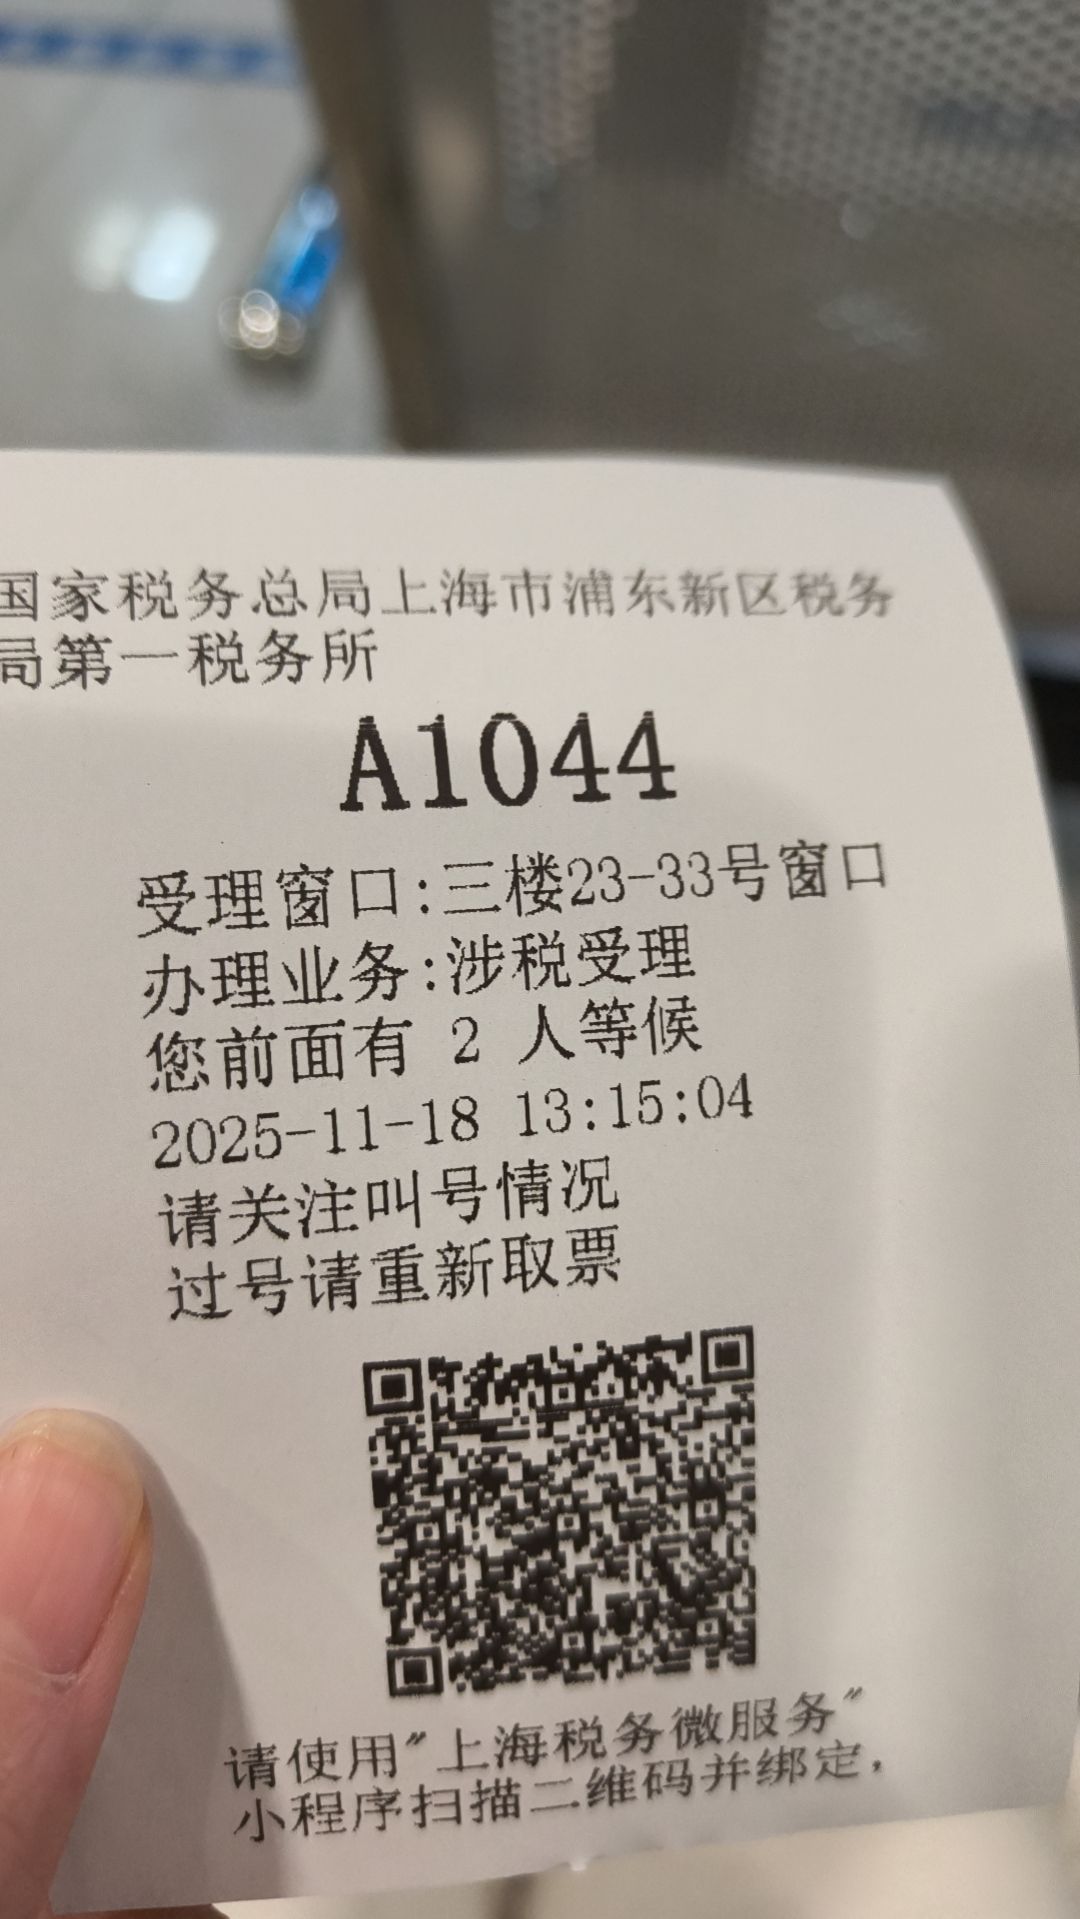 国家税务总局上海市浦东新区税务
局第一税务所
A1044
受理窗口:三楼23-33号窗口
办理业务:涉税受理
您前面有 2 人等候
2025-11-18 13:15:04
请关注叫号情况
过号请重新取票
请使用"上海税务微服务"
小程序扫描二维码并绑定，